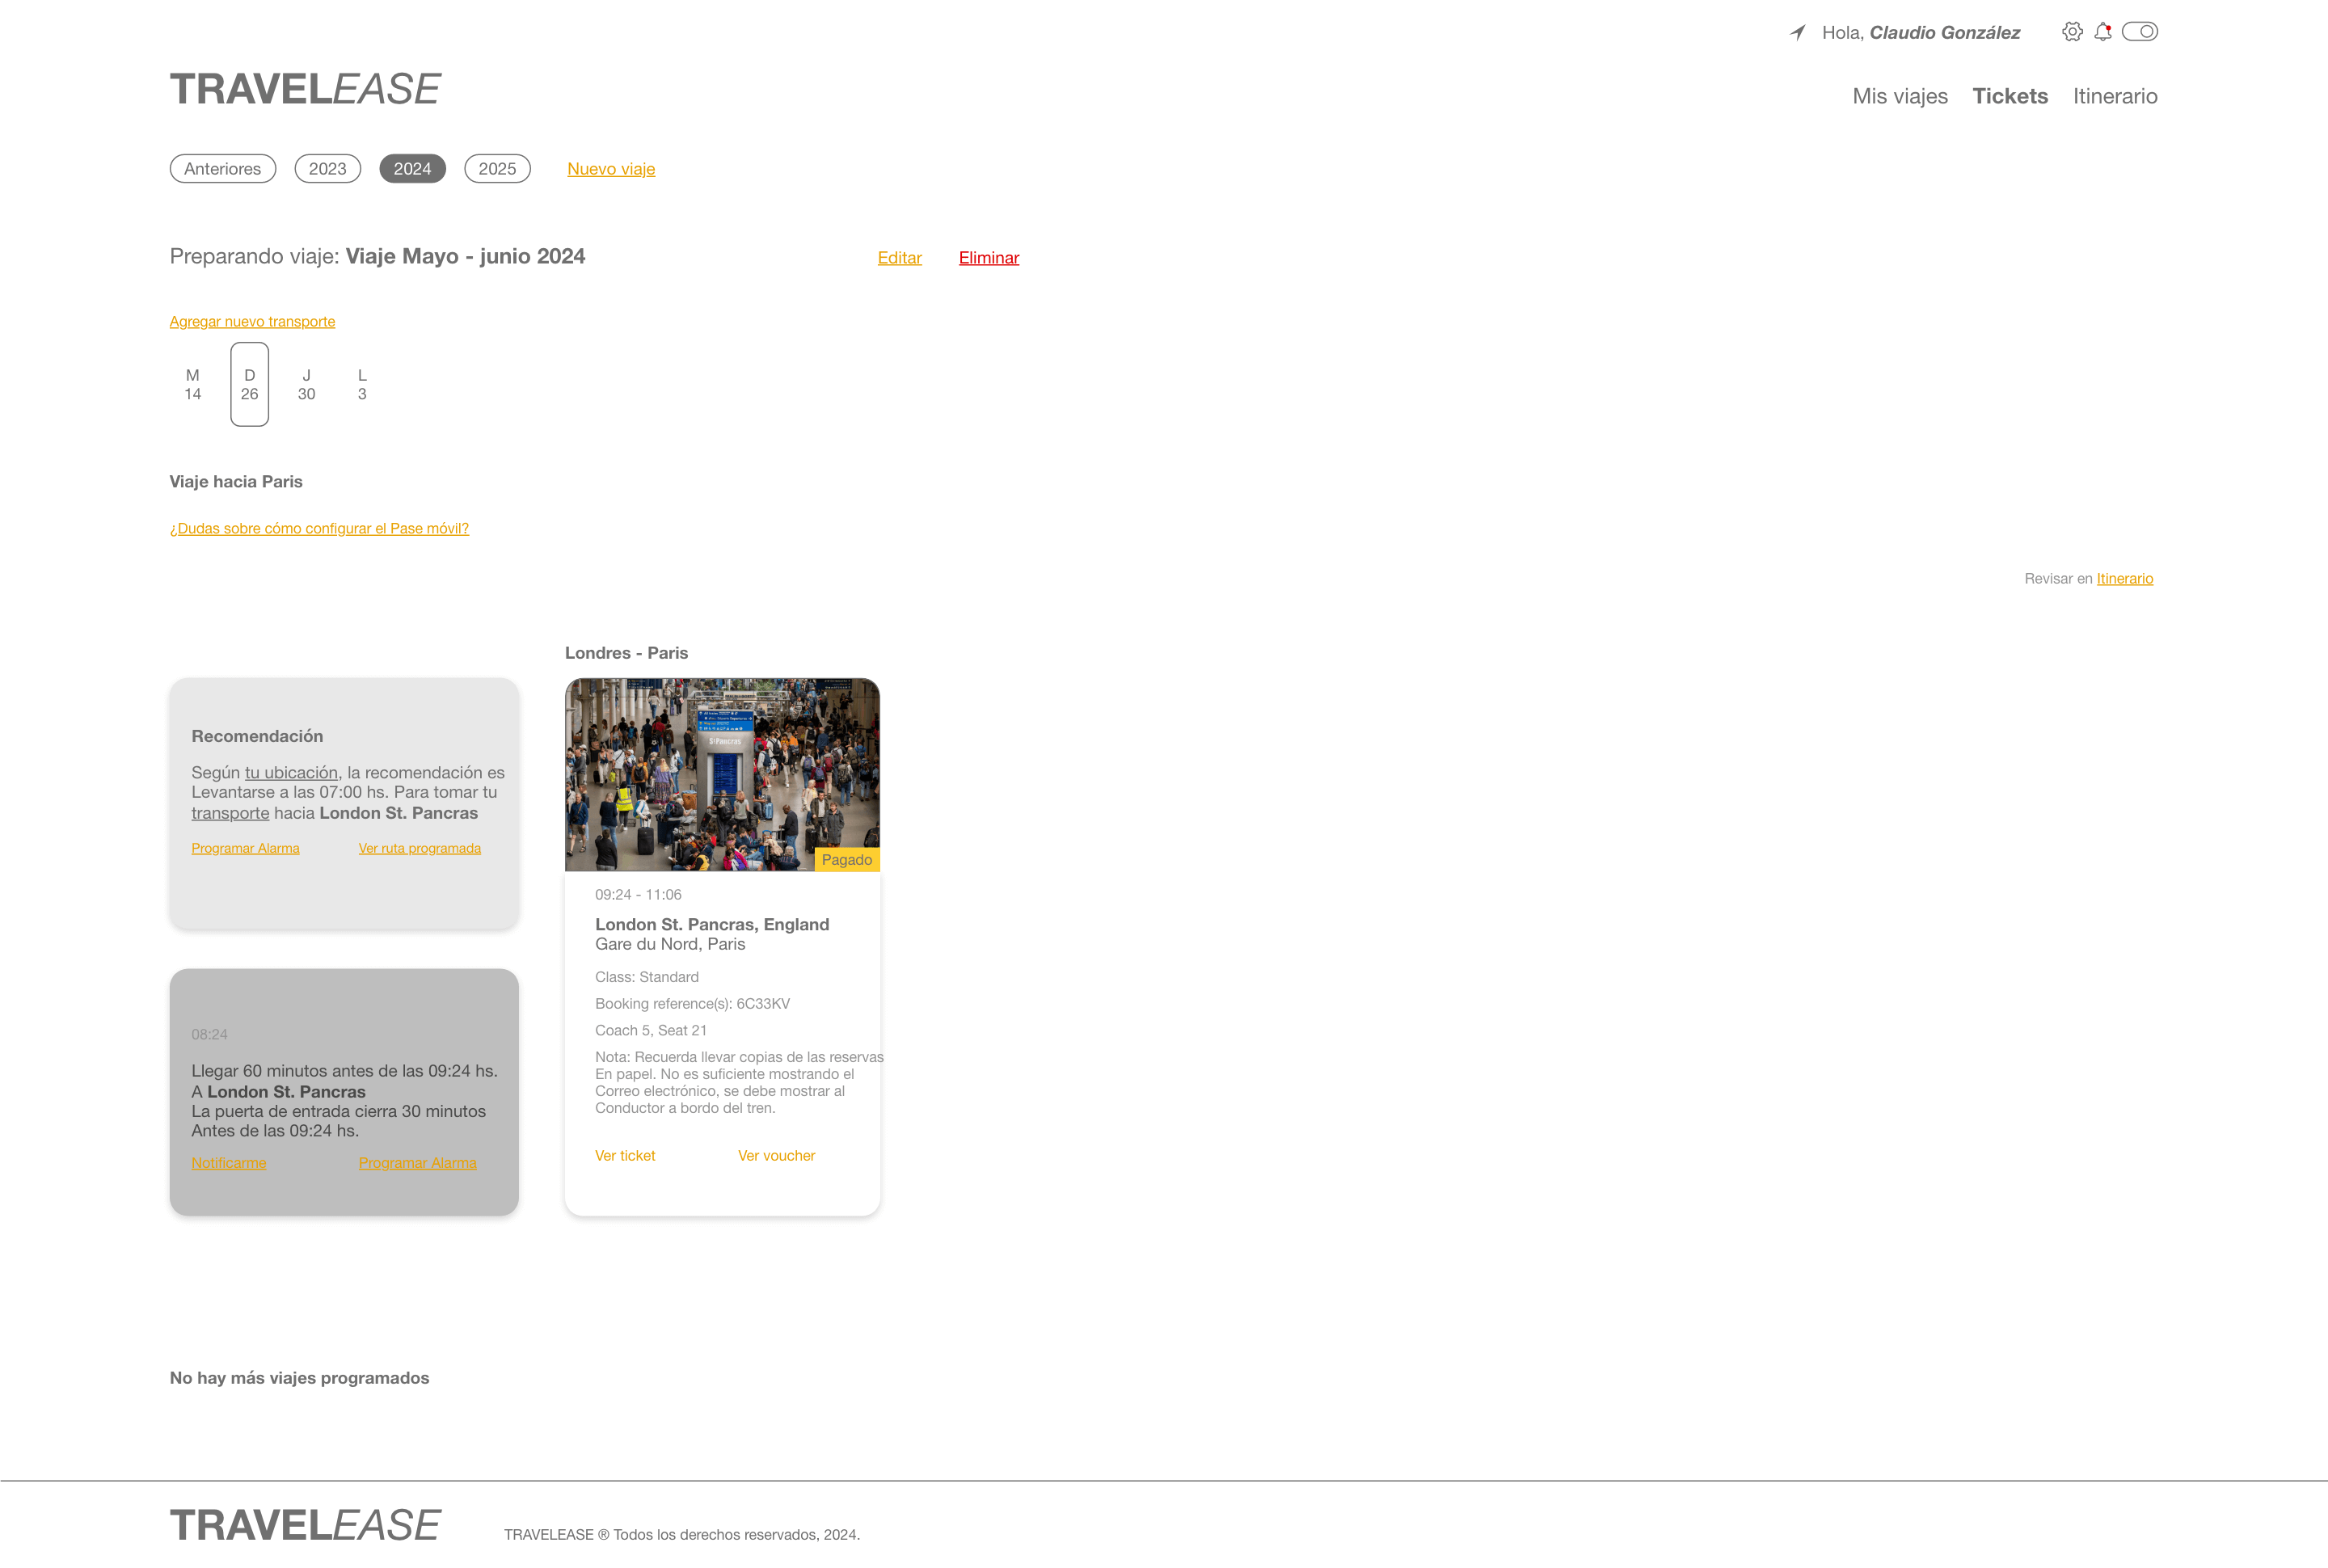 Hola, Claudio González
TRAVELEASE
Mis viajes Tickets Itinerario
Anteriores 2023 2024 2025 Nuevo viaje
Preparando viaje: Viaje Mayo - junio 2024 Editar Eliminar
Agregar nuevo transporte
M D J L
14 26 30 3
Viaje hacia Paris
¿Dudas sobre cómo configurar el Pase móvil?
Revisar en Itinerario
Recomendación
Según tu ubicación, la recomendación es
Levantarse a las 07:00 hs. Para tomar tu
transporte hacia London St. Pancras
Programar Alarma Ver ruta programada
08:24
Llegar 60 minutos antes de las 09:24 hs.
A London St. Pancras
La puerta de entrada cierra 30 minutos
Antes de las 09:24 hs.
Notificarme Programar Alarma
Londres - Paris
St Pancras
Pagado
09:24 - 11:06
London St. Pancras, England
Gare du Nord, Paris
Class: Standard
Booking reference(s): 6C33KV
Coach 5, Seat 21
Nota: Recuerda llevar copias de las reservas
En papel. No es suficiente mostrando el
Correo electrónico, se debe mostrar al
Conductor a bordo del tren.
Ver ticket Ver voucher
No hay más viajes programados
TRAVELEASE
TRAVELEASE ® Todos los derechos reservados, 2024.